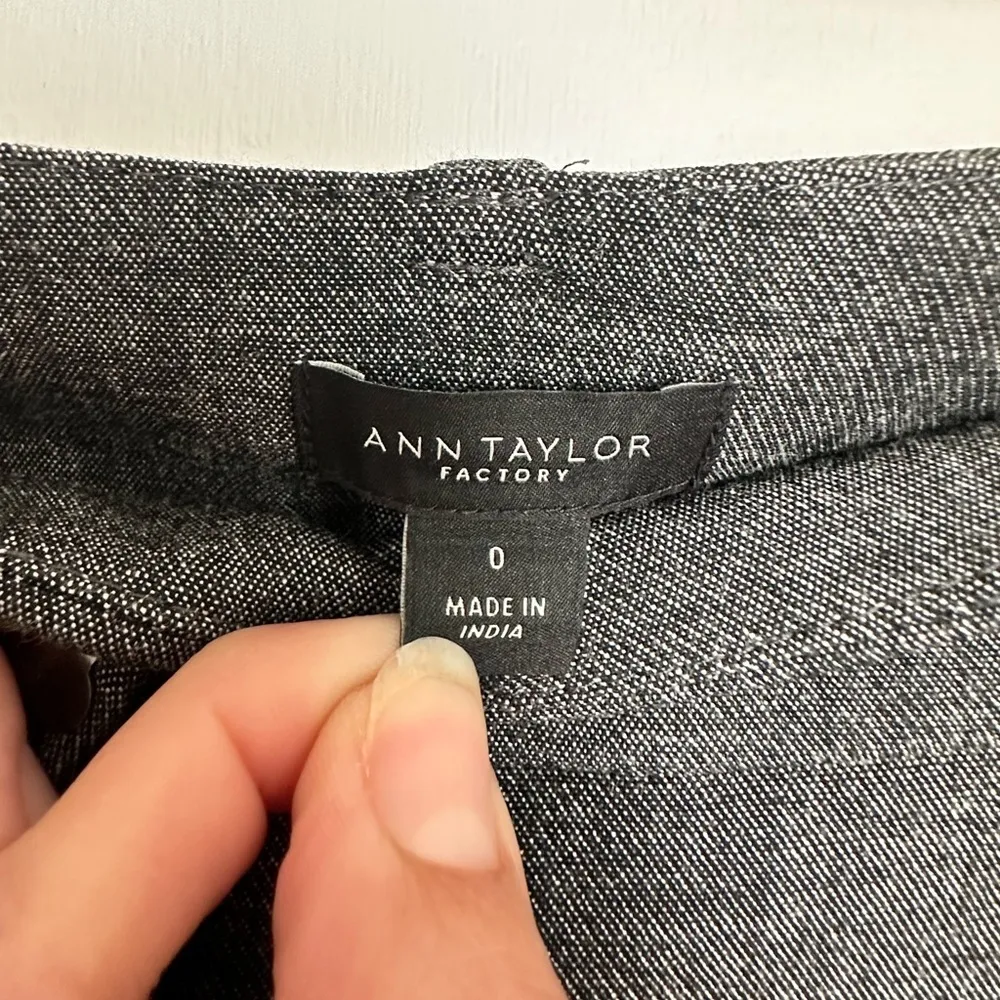 ANN TAYLOR
FACTORY
0
MADE IN
INDIA